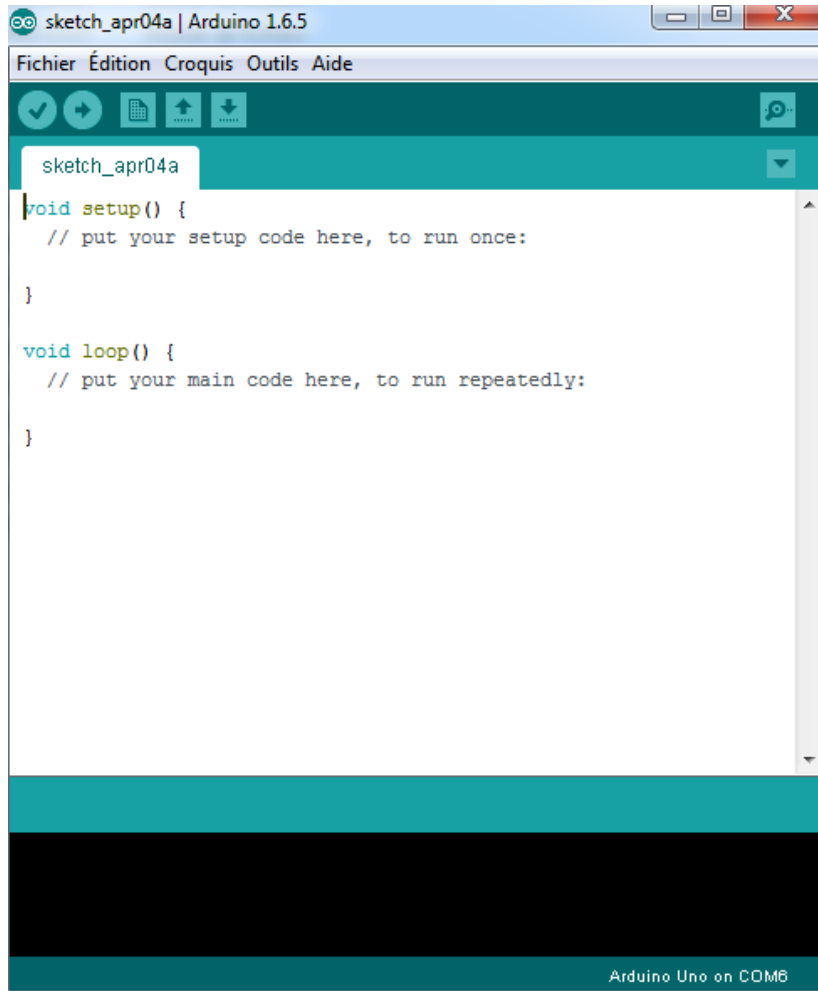 sketch_apr04a | Arduino 1.6.5
Fichier Édition Croquis Outils Aide
sketch_apr04a
void setup() {
  // put your setup code here, to run once:
}
void loop() {
  // put your main code here, to run repeatedly:
}
Arduino Uno on COM6